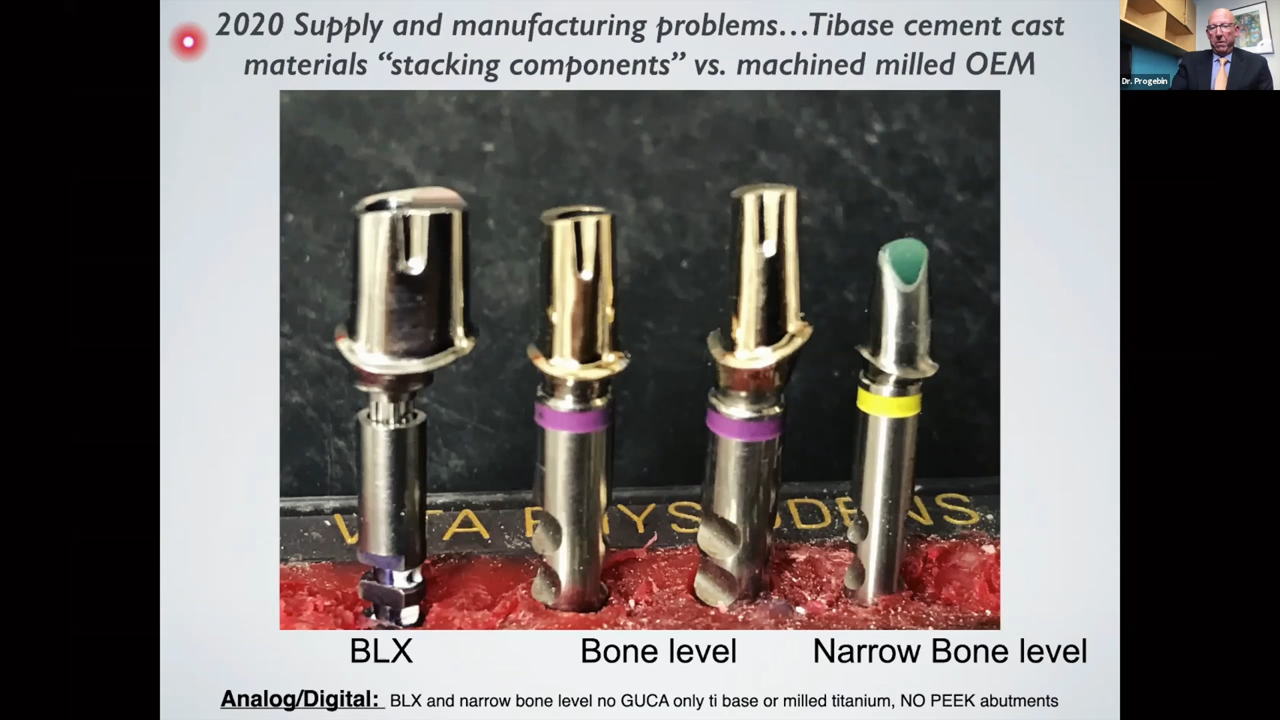 2020 Supply and manufacturing problems...Tibase cement cast
materials “stacking components” vs. machined milled OEM
Dr. Progebin
BLX
Bone level
Narrow Bone level
Analog/Digital: BLX and narrow bone level no GUCA only ti base or milled titanium, NO PEEK abutments